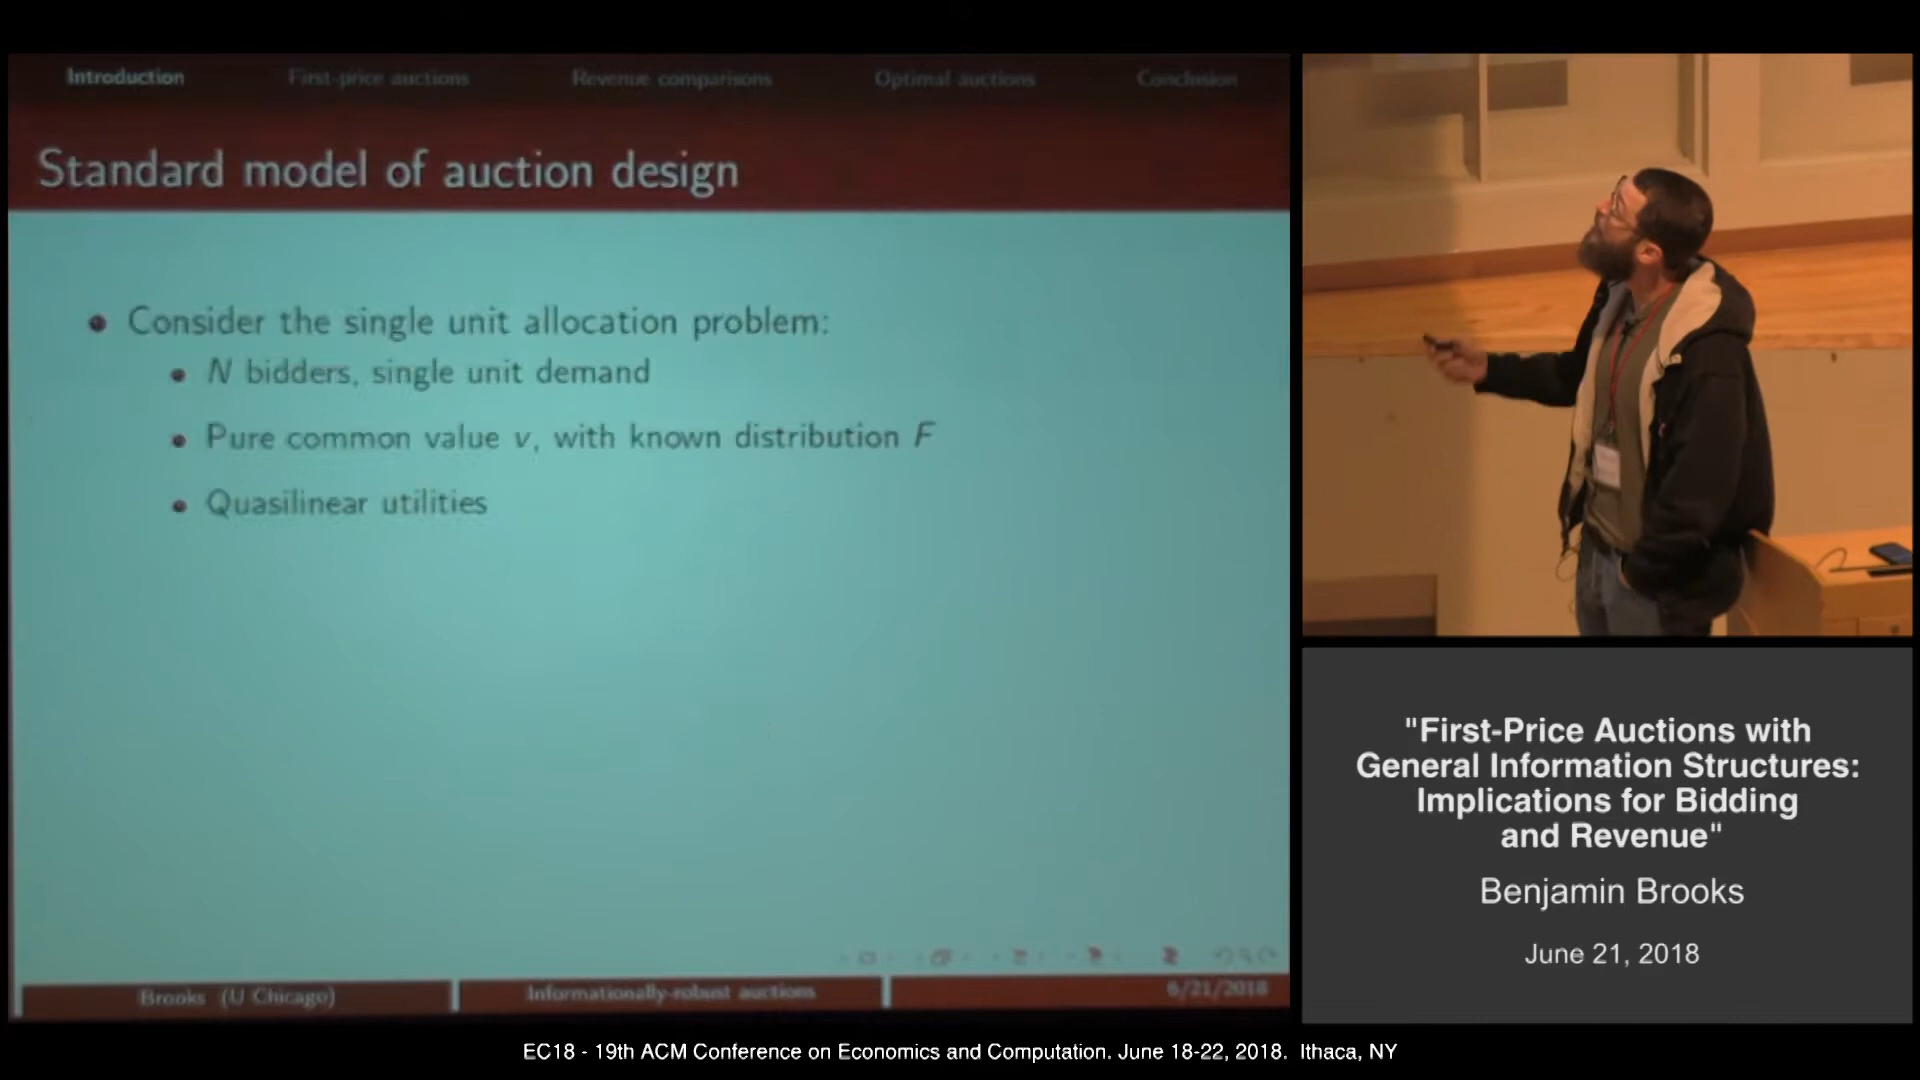 Introduction
First-price auctions
Revenue comparisons
Optimal auctions
Conclusion
Standard model of auction design
Consider the single unit allocation problem:
N bidders, single unit demand
Pure common value v, with known distribution F
Quasilinear utilities
Brooks (U Chicago)
Informationally-robust auctions
6/21/2018
"First-Price Auctions with
General Information Structures:
Implications for Bidding
and Revenue"
Benjamin Brooks
June 21, 2018
EC18 - 19th ACM Conference on Economics and Computation. June 18-22, 2018. Ithaca, NY